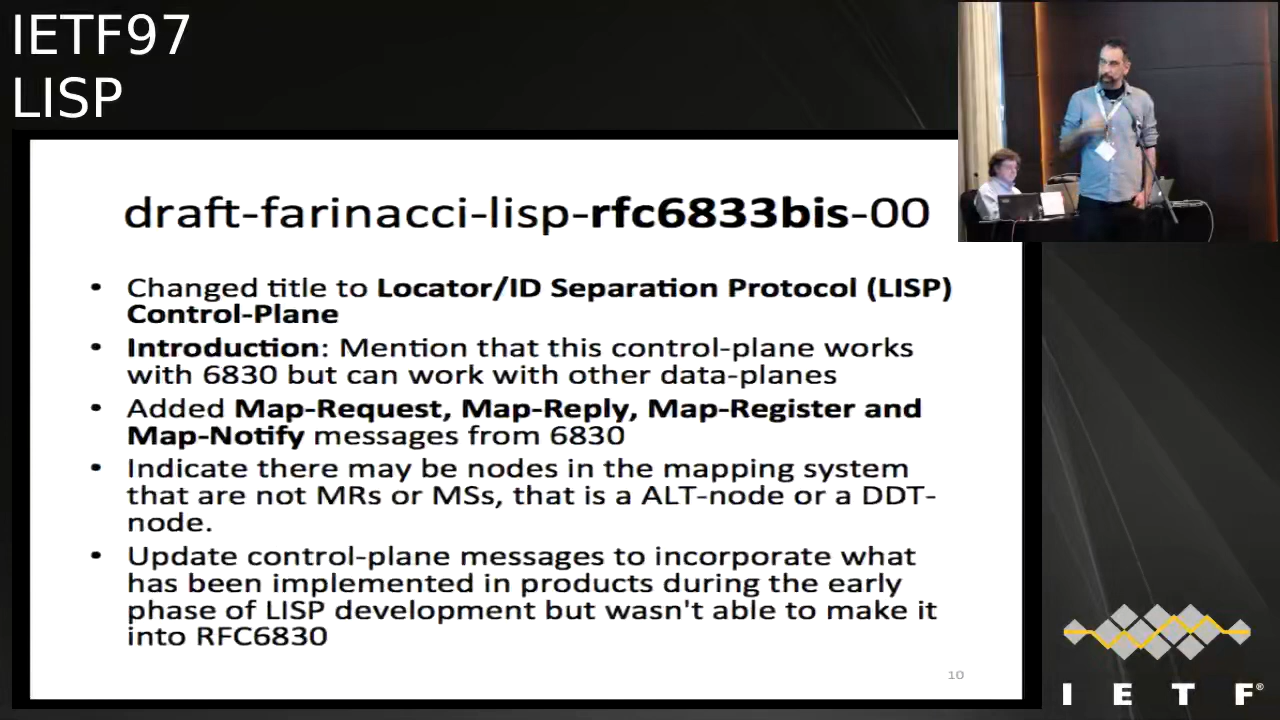 IETF97
LISP
draft-farinacci-lisp-rfc6833bis-00
• Changed title to Locator/ID Separation Protocol (LISP)
Control-Plane
• Introduction: Mention that this control-plane works
with 6830 but can work with other data-planes
• Added Map-Request, Map-Reply, Map-Register and
Map-Notify messages from 6830
• Indicate there may be nodes in the mapping system
that are not MRs or MSs, that is a ALT-node or a DDT-
node.
• Update control-plane messages to incorporate what
has been implemented in products during the early
phase of LISP development but wasn't able to make it
into RFC6830
10
I E T F®